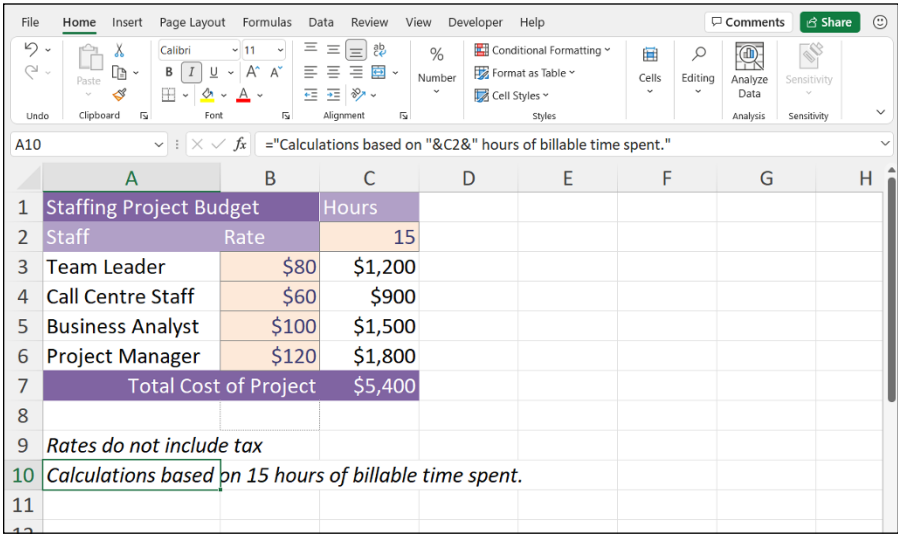 File Home Insert Page Layout Formulas Data Review View Developer Help Comments Share
Calibri 11 % Conditional Formatting
Paste B I U A A Number Format as Table Cells Editing Analyze Data Sensitivity
A Cell Styles
Undo Clipboard Font Alignment Styles Analysis Sensitivity
A10 fx ="Calculations based on "&C2&" hours of billable time spent."
A B C D E F G H
1 Staffing Project Budget Hours
2 Staff Rate 15
3 Team Leader $80 $1,200
4 Call Centre Staff $60 $900
5 Business Analyst $100 $1,500
6 Project Manager $120 $1,800
7 Total Cost of Project $5,400
8
9 Rates do not include tax
10 Calculations based on 15 hours of billable time spent.
11